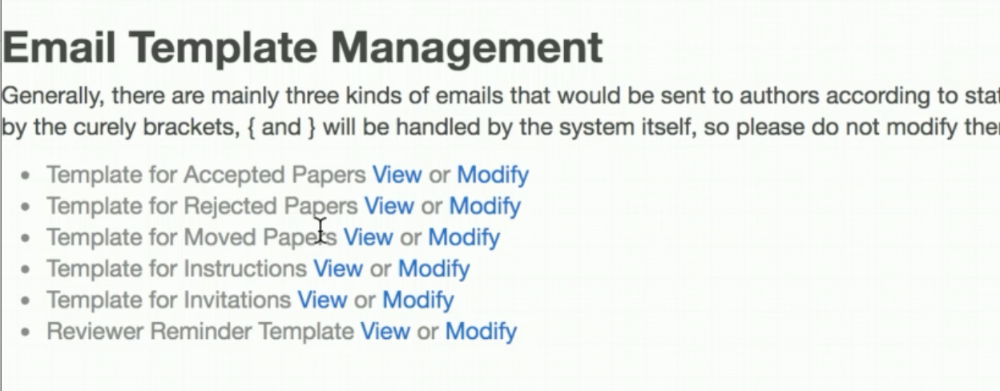 Email Template Management
Generally, there are mainly three kinds of emails that would be sent to authors according to
by the curely brackets, { and } will be handled by the system itself, so please do not modify
Template for Accepted Papers View or Modify
Template for Rejected Papers View or Modify
Template for Moved Papers View or Modify
Template for Instructions View or Modify
Template for Invitations View or Modify
Reviewer Reminder Template View or Modify